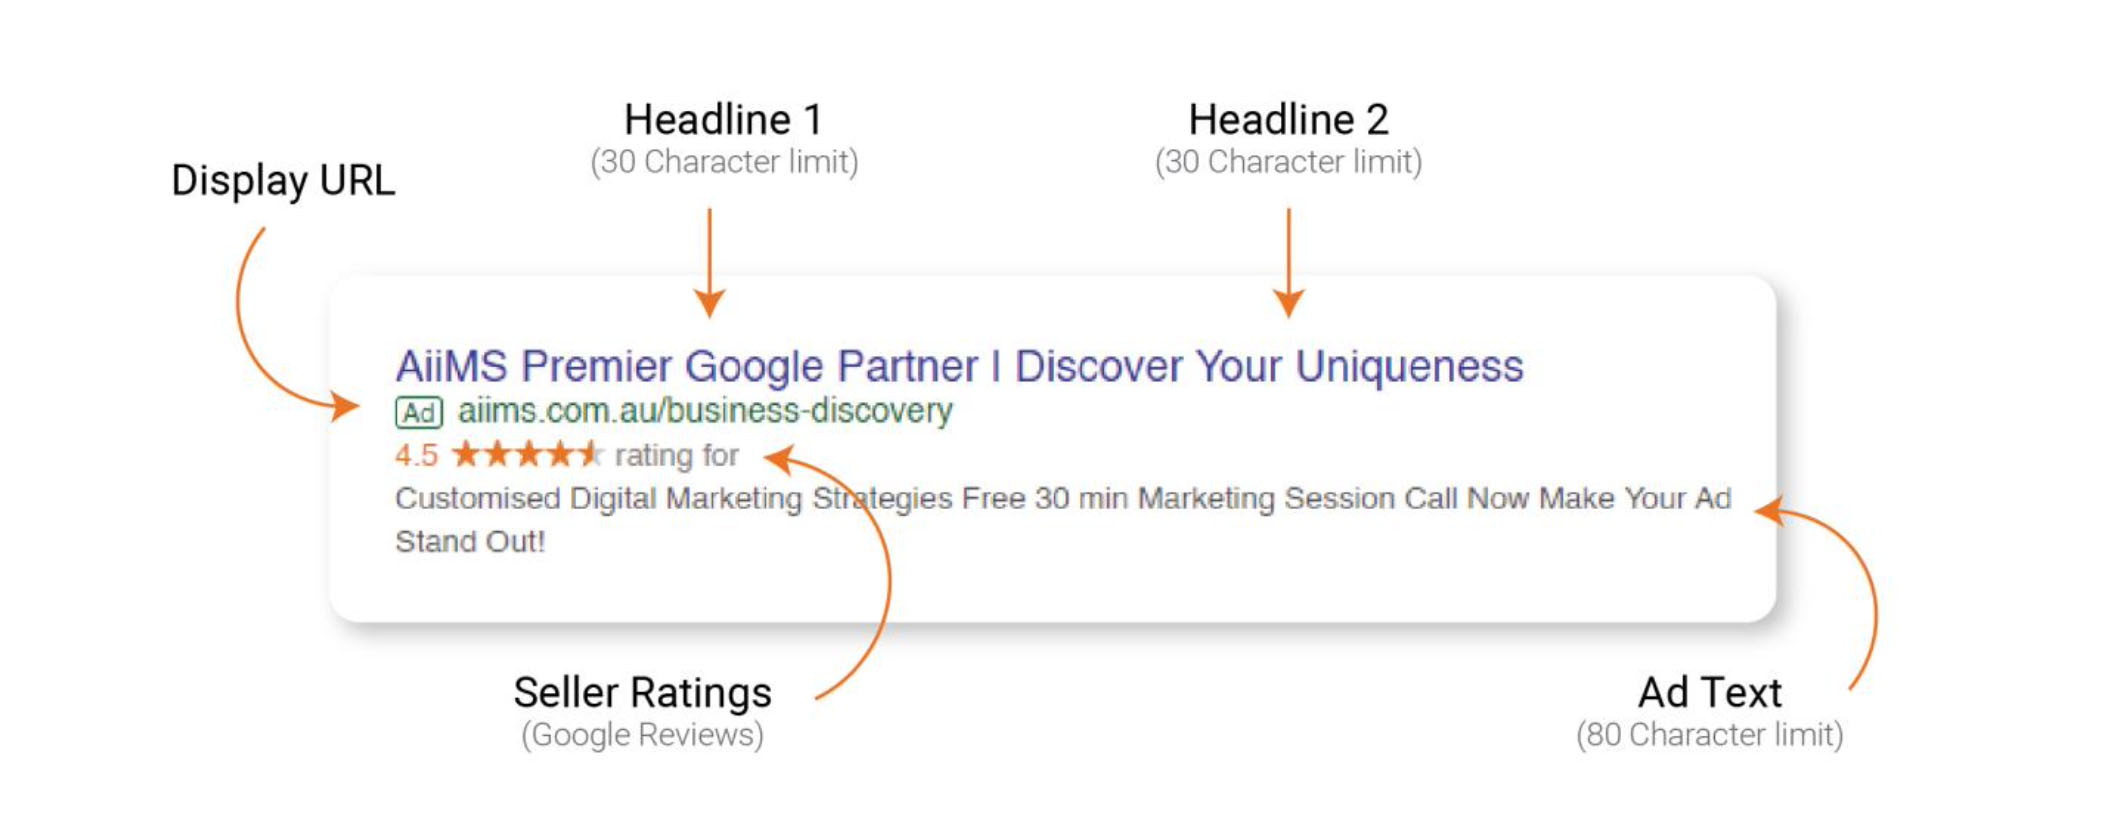 Headline 1
(30 Character limit)
Headline 2
(30 Character limit)
Display URL
AiiMS Premier Google Partner | Discover Your Uniqueness
Ad aiims.com.au/business-discovery
4.5 ★★★★⯨ rating for
Customised Digital Marketing Strategies Free 30 min Marketing Session Call Now Make Your Ad
Stand Out!
Seller Ratings
(Google Reviews)
Ad Text
(80 Character limit)